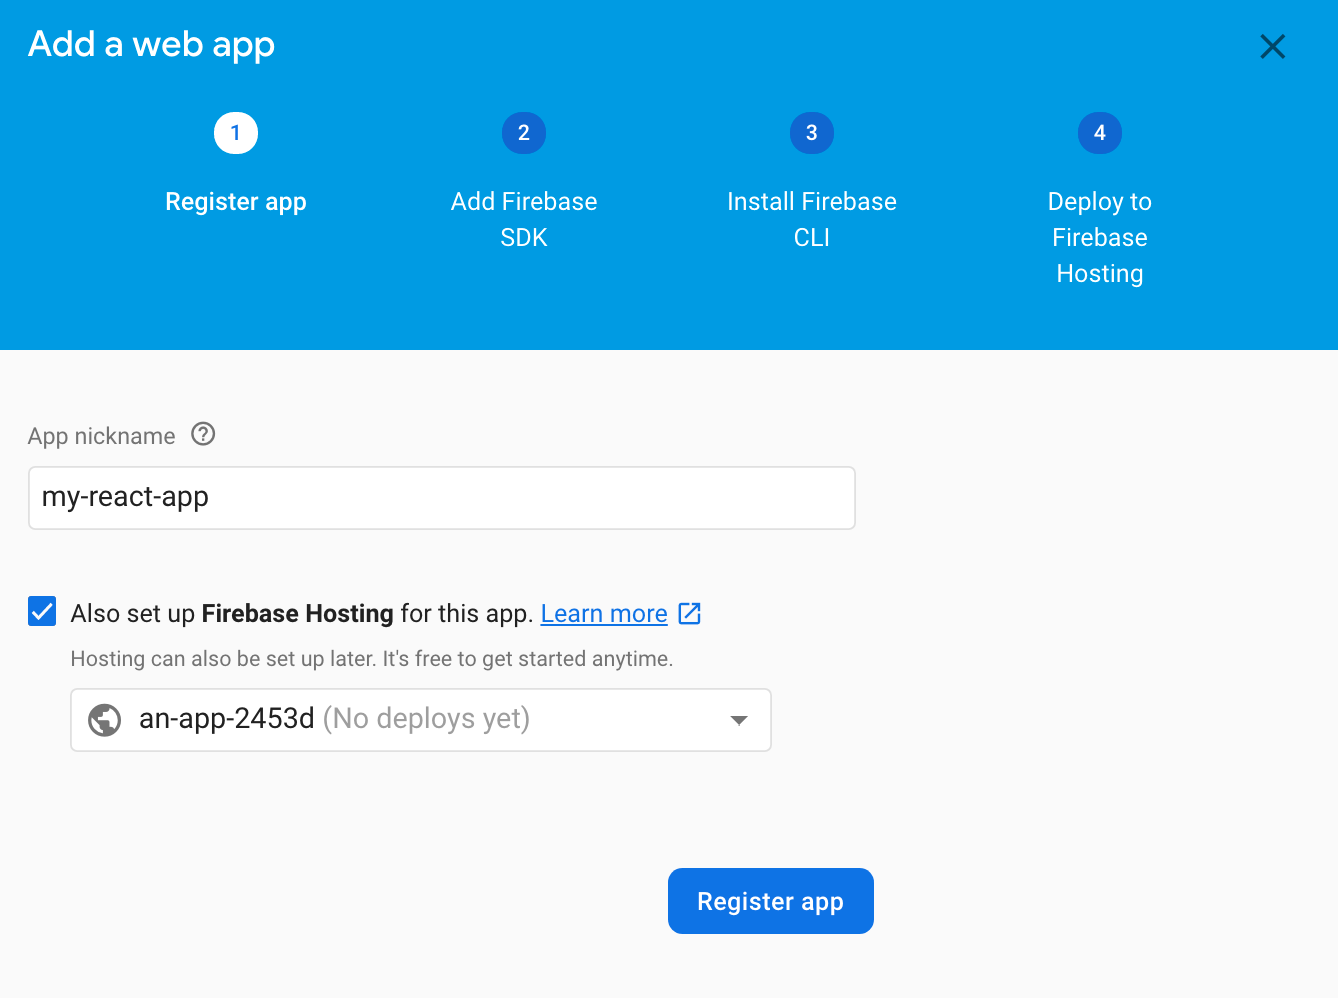 Add a web app
1
Register app
2
Add Firebase
SDK
3
Install Firebase
CLI
4
Deploy to
Firebase
Hosting
App nickname
my-react-app
Also set up Firebase Hosting for this app. Learn more
Hosting can also be set up later. It's free to get started anytime.
an-app-2453d (No deploys yet)
Register app